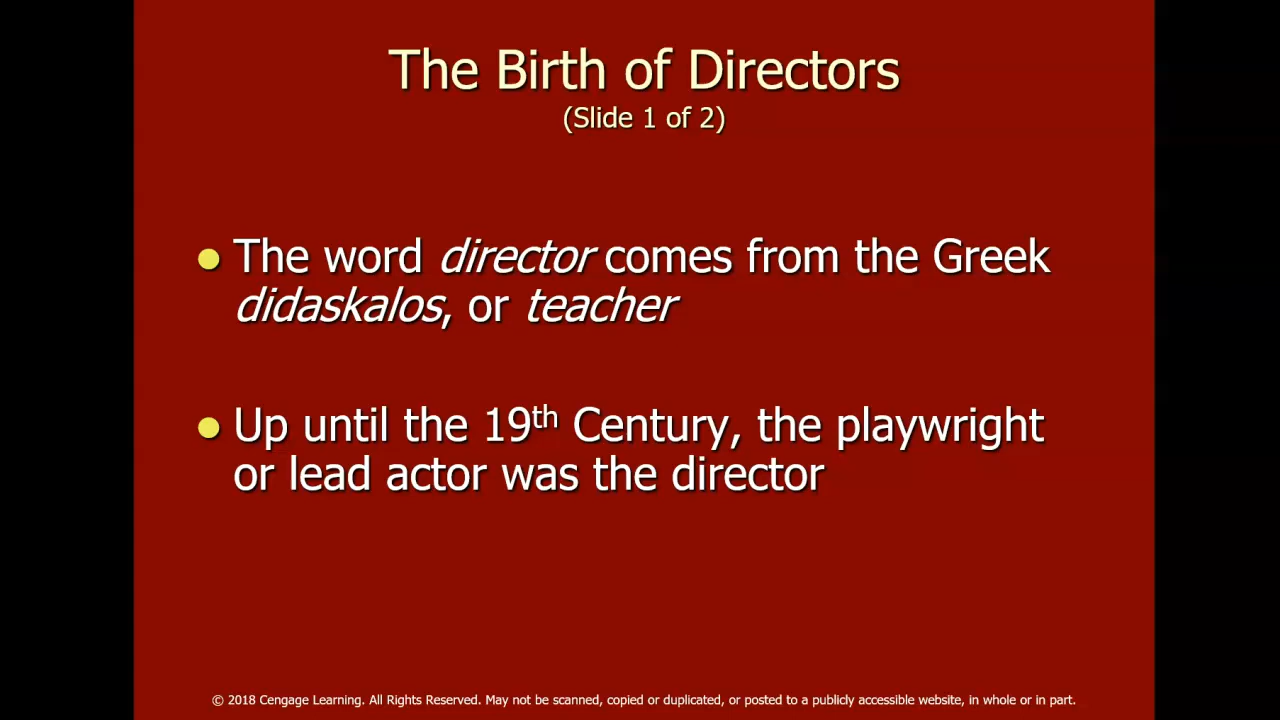 The Birth of Directors
(Slide 1 of 2)
● The word director comes from the Greek
didaskalos, or teacher
● Up until the 19th Century, the playwright
or lead actor was the director
© 2018 Cengage Learning. All Rights Reserved. May not be scanned, copied or duplicated, or posted to a publicly accessible website, in whole or in part.